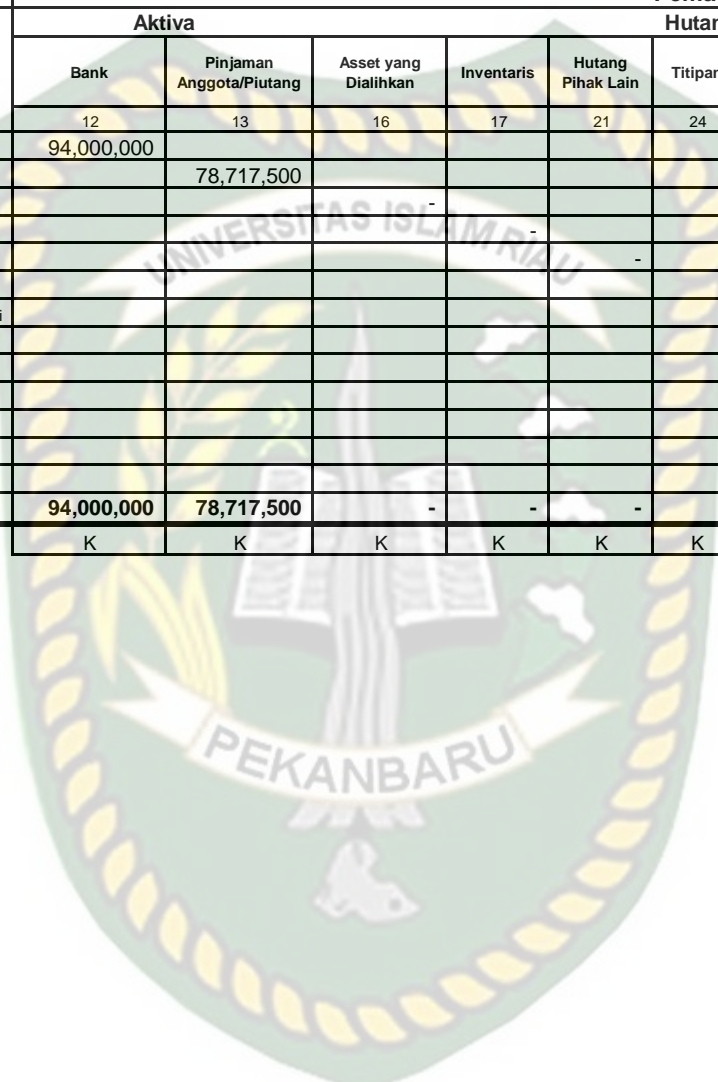 Aktiva Hutan
Bank Pinjaman Anggota/Piutang Asset yang Dialihkan Inventaris Hutang Pihak Lain Titipan
12 13 16 17 21 24
94,000,000
78,717,500
-
-
-
i
94,000,000 78,717,500 - - -
K K K K K K
UNIVERSITAS ISLAM RIAU
PEKANBARU